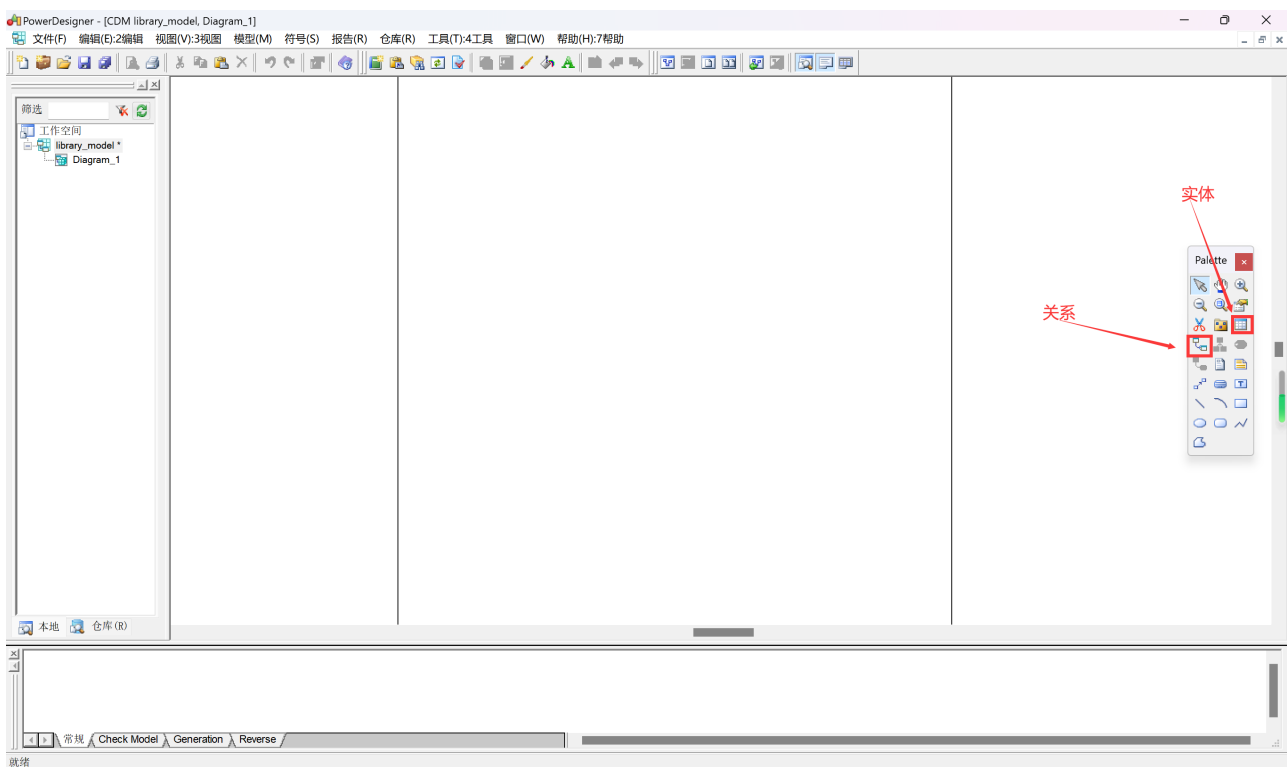 PowerDesigner - [CDM library_model, Diagram_1]
文件(F) 编辑(E):2编辑 视图(V):3视图 模型(M) 符号(S) 报告(R) 仓库(R) 工具(T):4工具 窗口(W) 帮助(H):7帮助
筛选
工作空间
library_model *
Diagram_1
实体
Palette
关系
本地 仓库(R)
常规 Check Model Generation Reverse
就绪